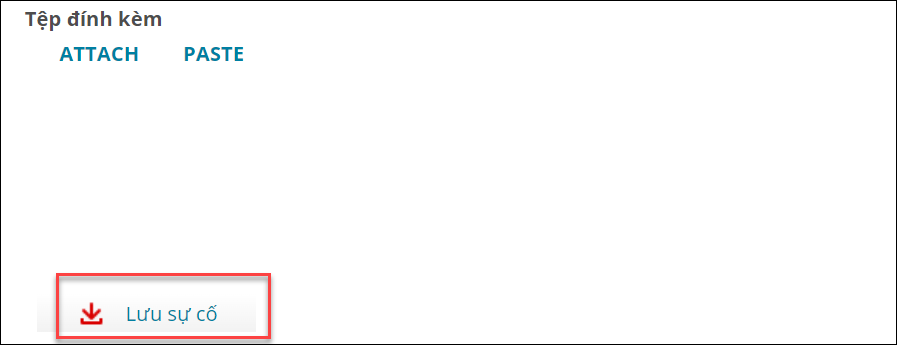 Tệp đính kèm
ATTACH PASTE
Lưu sự cố